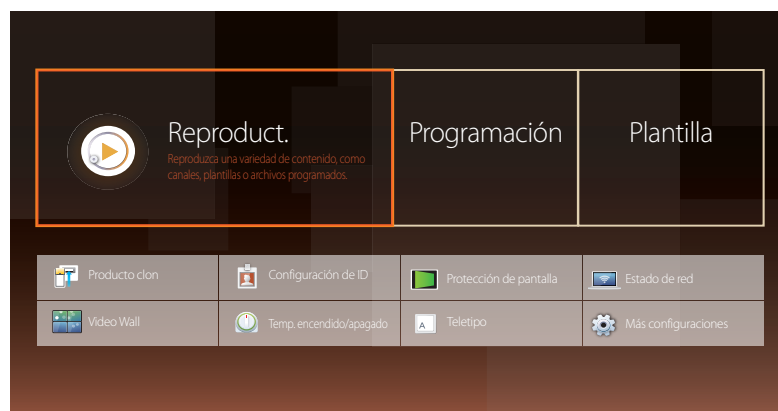 Reproduct.
Reproduzca una variedad de contenido, como
canales, plantillas o archivos programados.
Programación
Plantilla
Producto clon
Configuración de ID
Protección de pantalla
Estado de red
Video Wall
Temp. encendido/apagado
A
Teletipo
Más configuraciones